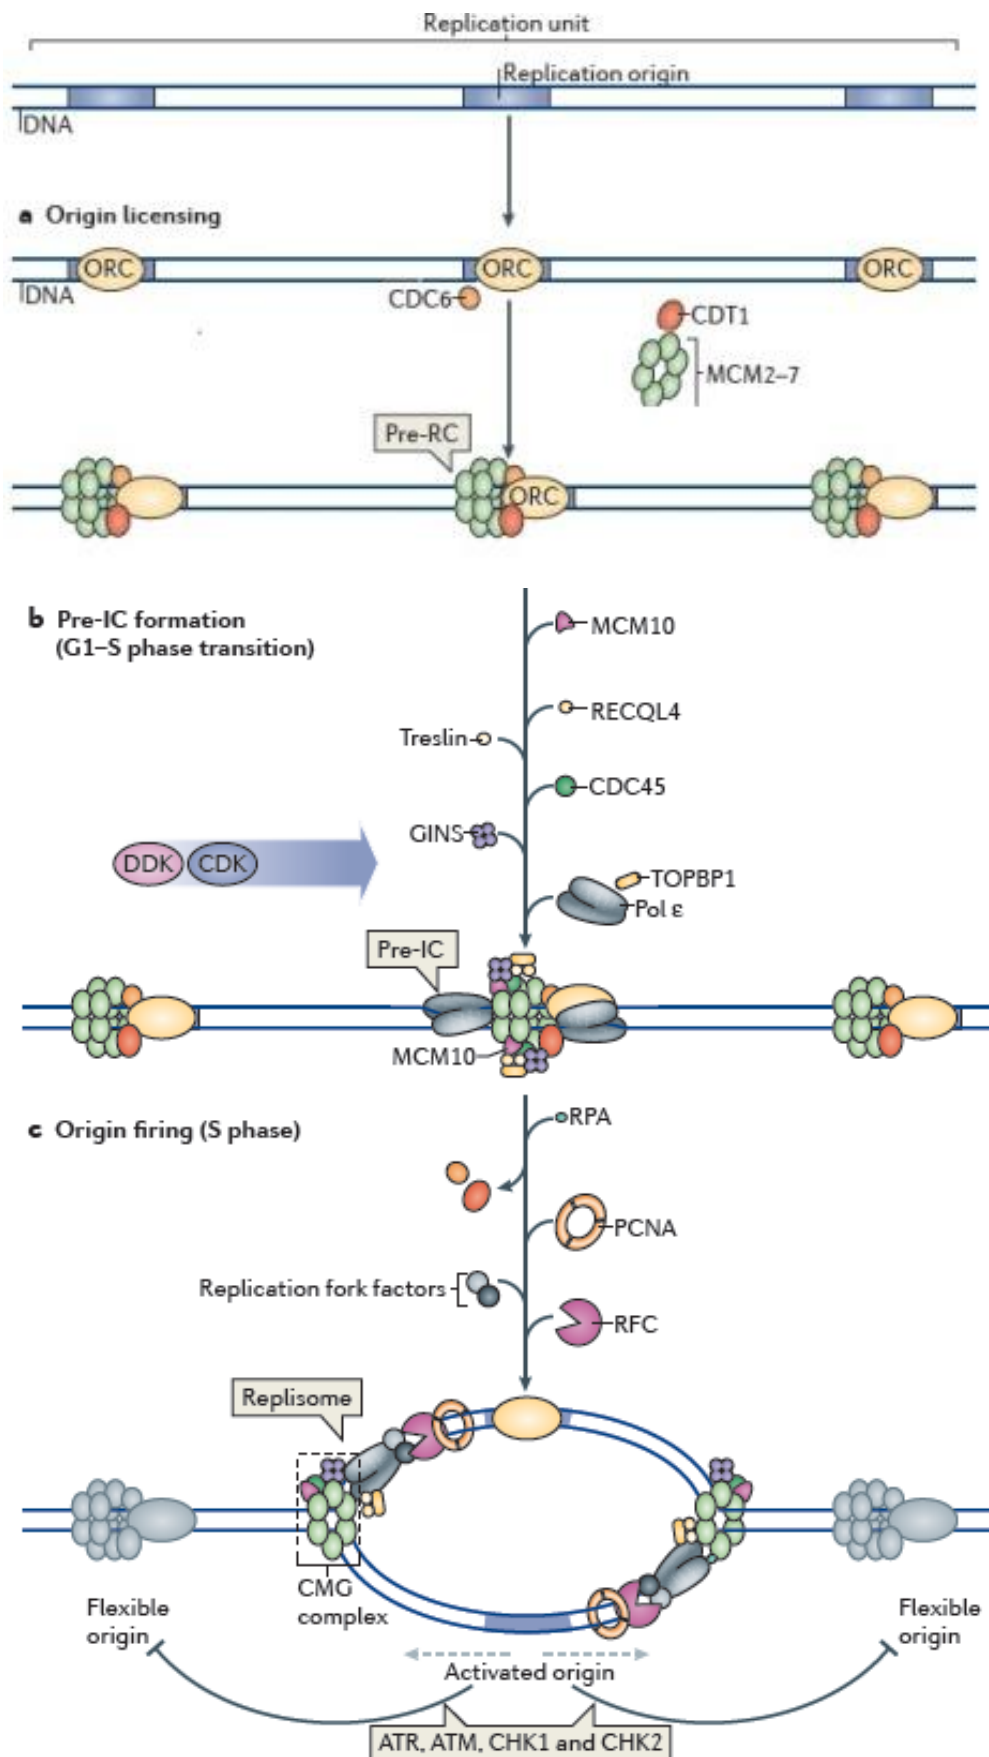 Replication unit
Replication origin
DNA
a Origin licensing
ORC
ORC
ORC
DNA
CDC6
CDT1
MCM2–7
Pre-RC
ORC
b Pre-IC formation
(G1–S phase transition)
MCM10
RECQL4
Treslin
CDC45
GINS
DDK
CDK
TOPBP1
Pol ε
Pre-IC
MCM10
c Origin firing (S phase)
RPA
PCNA
Replication fork factors
RFC
Replisome
CMG
complex
Flexible
origin
Flexible
origin
Activated origin
ATR, ATM, CHK1 and CHK2